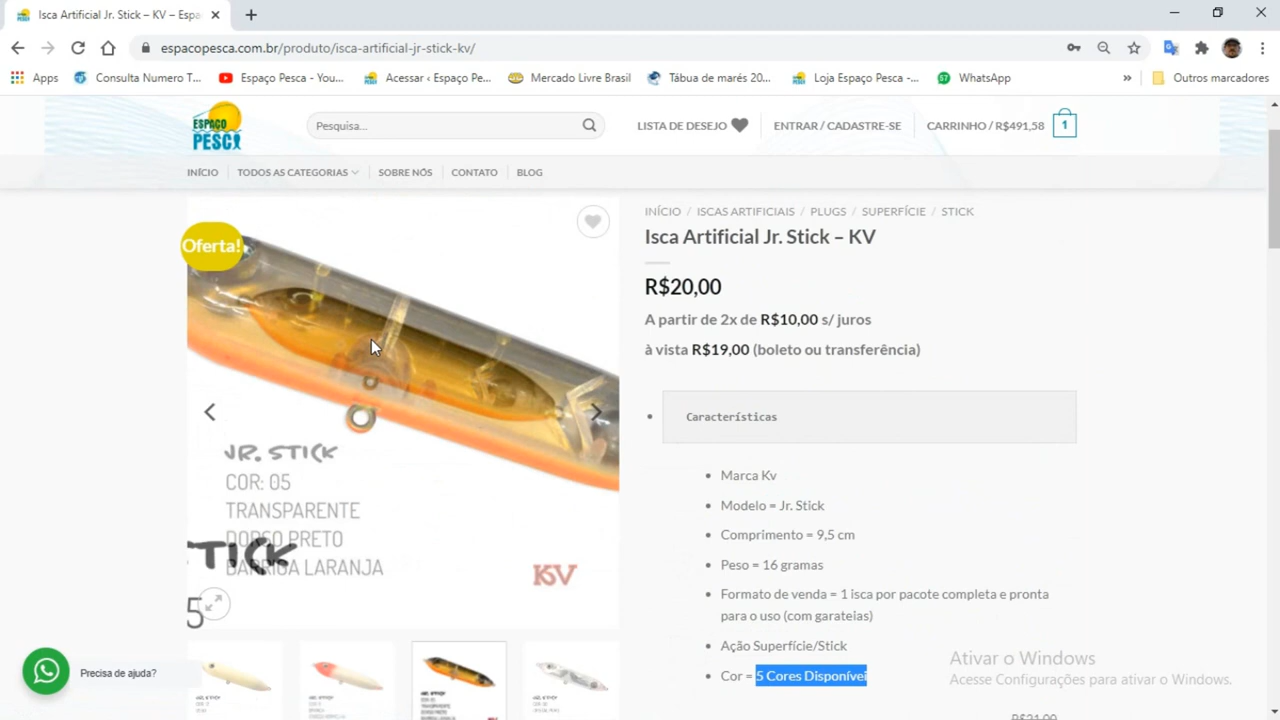 Isca Artificial Jr. Stick – KV – Espa
espacopesca.com.br/produto/isca-artificial-jr-stick-kv/
Apps
Consulta Numero T...
Espaço Pesca - You...
Acessar ‹ Espaço Pe...
Mercado Livre Brasil
Tábua de marés 20...
Loja Espaço Pesca -...
WhatsApp
»
Outros marcadores
ESPAÇO
PESCA
Pesquisa...
LISTA DE DESEJO
ENTRAR / CADASTRE-SE
CARRINHO / R$491,58
1
INÍCIO
TODOS AS CATEGORIAS
SOBRE NÓS
CONTATO
BLOG
Oferta!
JR. STICK
COR: 05
TRANSPARENTE
DORSO PRETO
BARRIGA LARANJA
TICK
5
KV
INÍCIO / ISCAS ARTIFICIAIS / PLUGS / SUPERFÍCIE / STICK
Isca Artificial Jr. Stick – KV
R$20,00
A partir de 2x de R$10,00 s/ juros
à vista R$19,00 (boleto ou transferência)
Características
Marca Kv
Modelo = Jr. Stick
Comprimento = 9,5 cm
Peso = 16 gramas
Formato de venda = 1 isca por pacote completa e pronta
para o uso (com garateias)
Ação Superfície/Stick
Cor = 5 Cores Disponívei
R$21,00
Precisa de ajuda?
Ativar o Windows
Acesse Configurações para ativar o Windows.